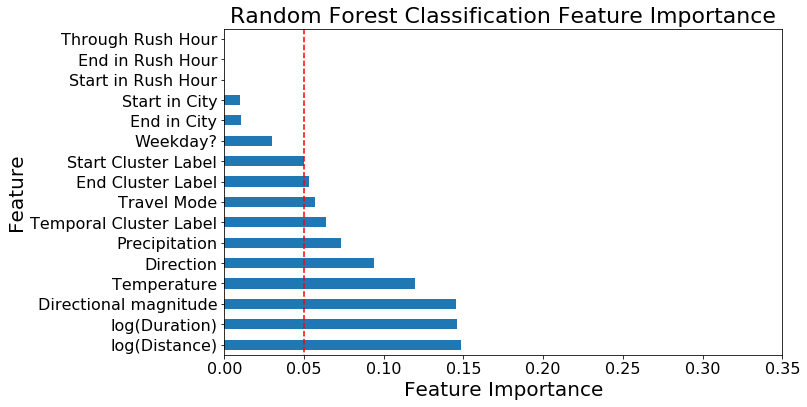 Random Forest Classification Feature Importance
Through Rush Hour
End in Rush Hour
Start in Rush Hour
Start in City
End in City
Weekday?
Start Cluster Label
End Cluster Label
Travel Mode
Temporal Cluster Label
Precipitation
Direction
Temperature
Directional magnitude
log(Duration)
log(Distance)
Feature
0.00 0.05 0.10 0.15 0.20 0.25 0.30 0.35
Feature Importance